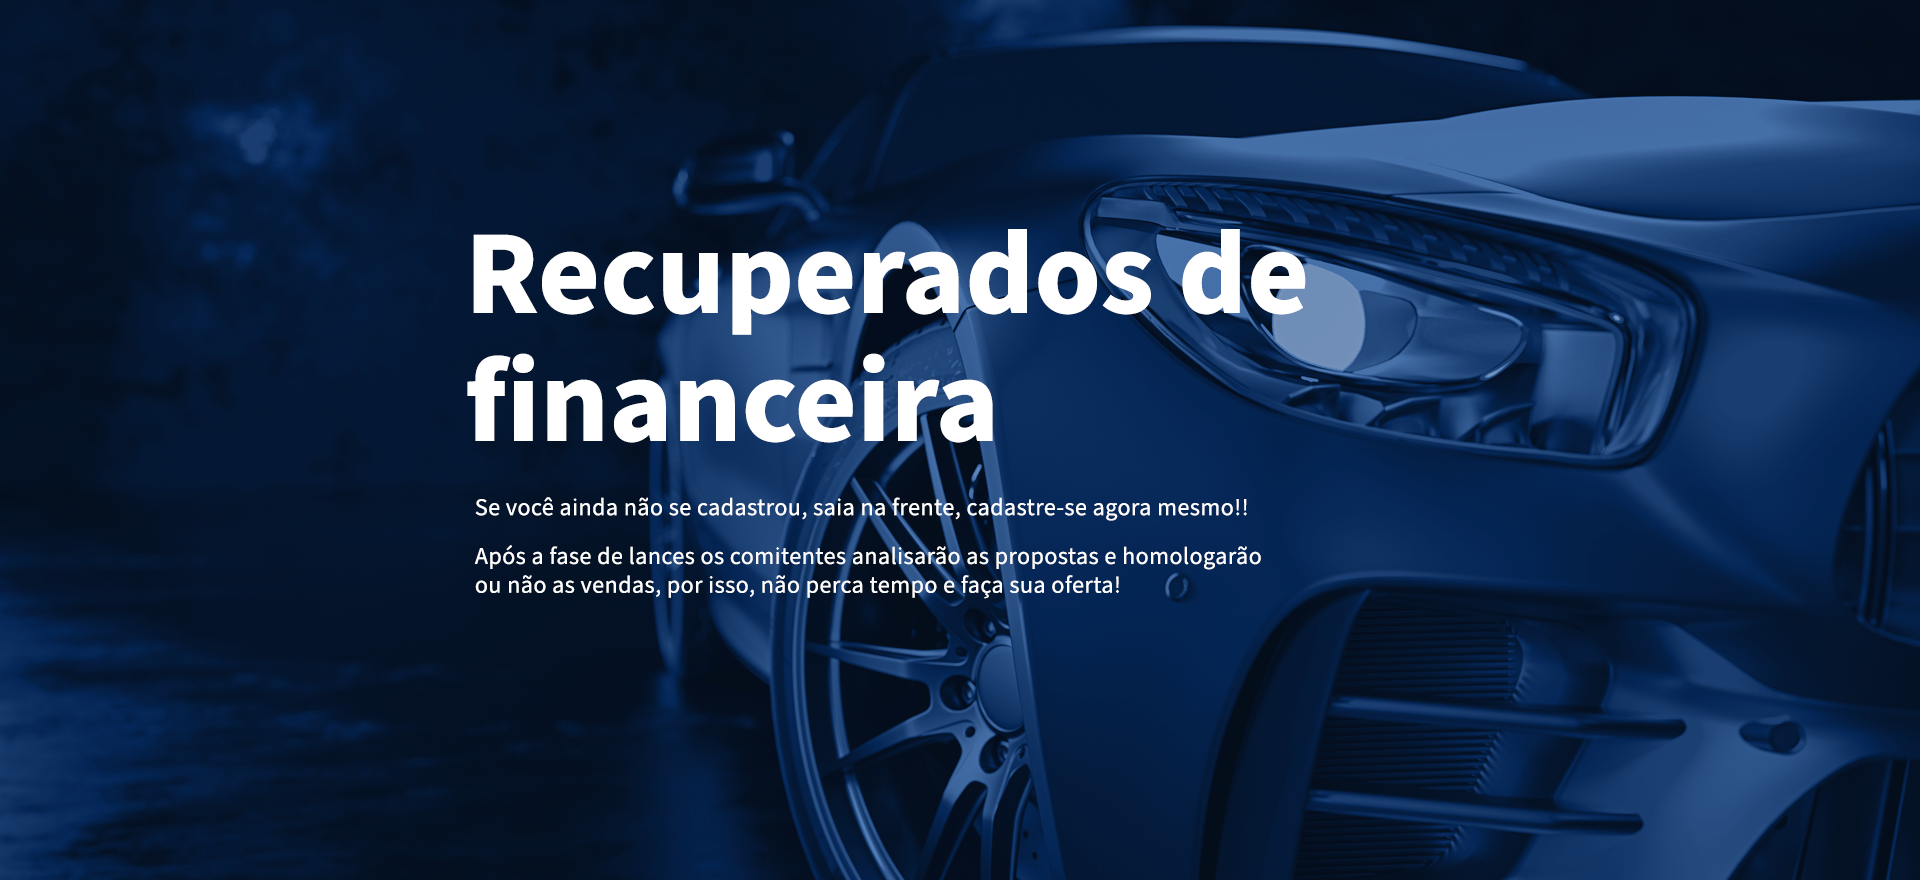 Recuperados de
financeira
Se você ainda não se cadastrou, saia na frente, cadastre-se agora mesmo!!
Após a fase de lances os comitentes analisarão as propostas e homologarão
ou não as vendas, por isso, não perca tempo e faça sua oferta!